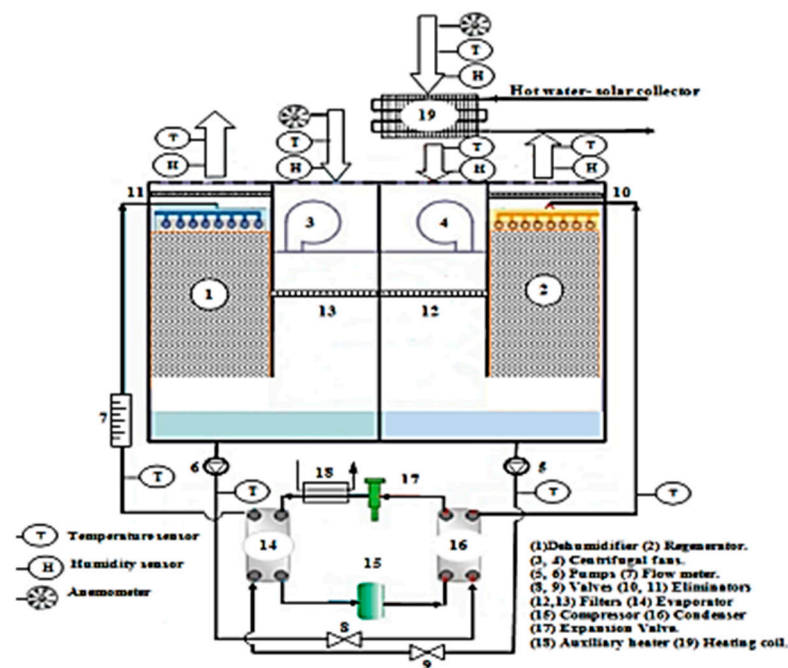 T
H
Hot water- solar collector
19
T
H
T
H
T
H
T
H
11
10
3
4
1
2
13
12
7
6
5
T
T
18
17
T
T
14
15
16
8
9
T Temperature sensor
H Humidity sensor
Anemometer
(1)Dehumidifier (2) Regenerator.
(3, 4) Centrifugal fans.
(5, 6) Pumps (7) Flow meter.
(8, 9) Valves (10, 11) Eliminators
(12,13) Filters (14) Evaporator
(15) Compressor (16) Condenser
(17) Expansion Valve.
(18) Auxiliary heater (19) Heating coil.